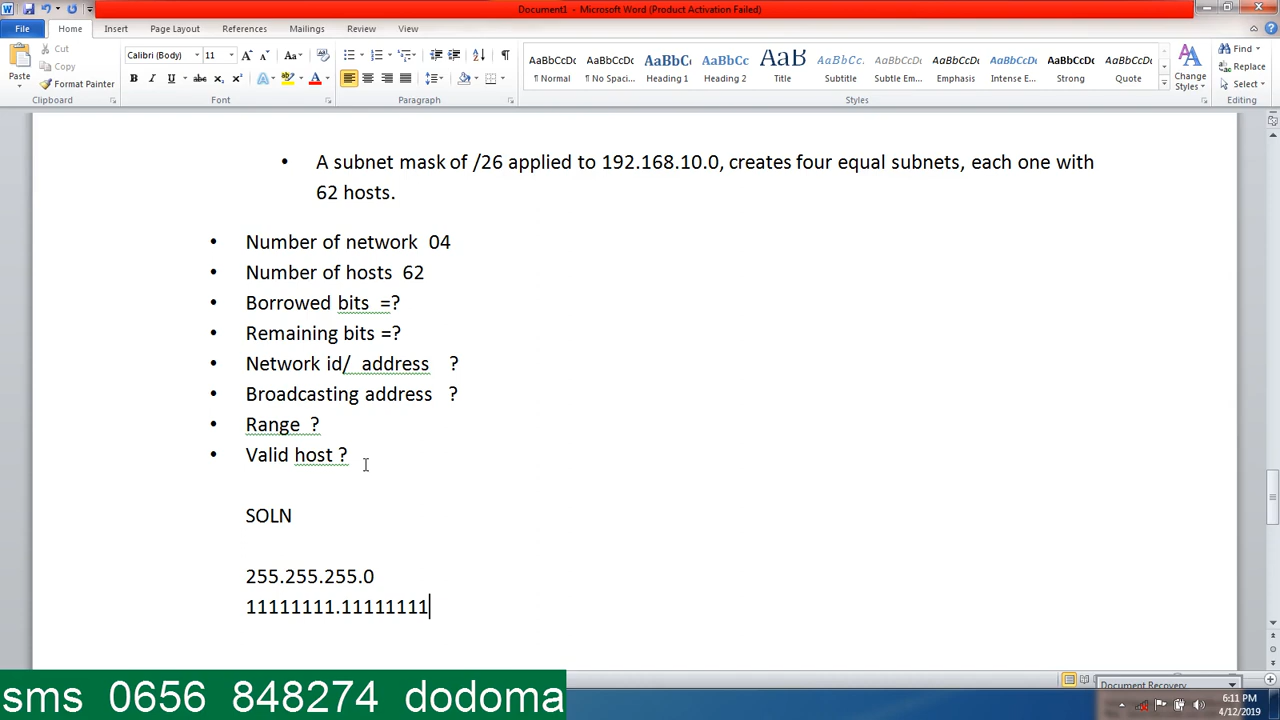 Document1 - Microsoft Word (Product Activation Failed)
File Home Insert Page Layout References Mailings Review View
Cut
Copy
Format Painter
Paste
Clipboard
Calibri (Body) 11
Font
Paragraph
AaBbCcDc AaBbCcDc AaBbC AaBbCc AaB AaBbCc. AaBbCcDc AaBbCcDc AaBbCcDc AaBbCcDc AaBbCcDc
¶ Normal ¶ No Spaci... Heading 1 Heading 2 Title Subtitle Subtle Em... Emphasis Intense E... Strong Quote
Styles
Change
Styles
Find
Replace
Select
Editing
• A subnet mask of /26 applied to 192.168.10.0, creates four equal subnets, each one with
62 hosts.
• Number of network 04
• Number of hosts 62
• Borrowed bits =?
• Remaining bits =?
• Network id/ address ?
• Broadcasting address ?
• Range ?
• Valid host ?
SOLN
255.255.255.0
11111111.11111111
sms 0656 848274 dodoma
Document Recovery
6:11 PM
4/12/2019